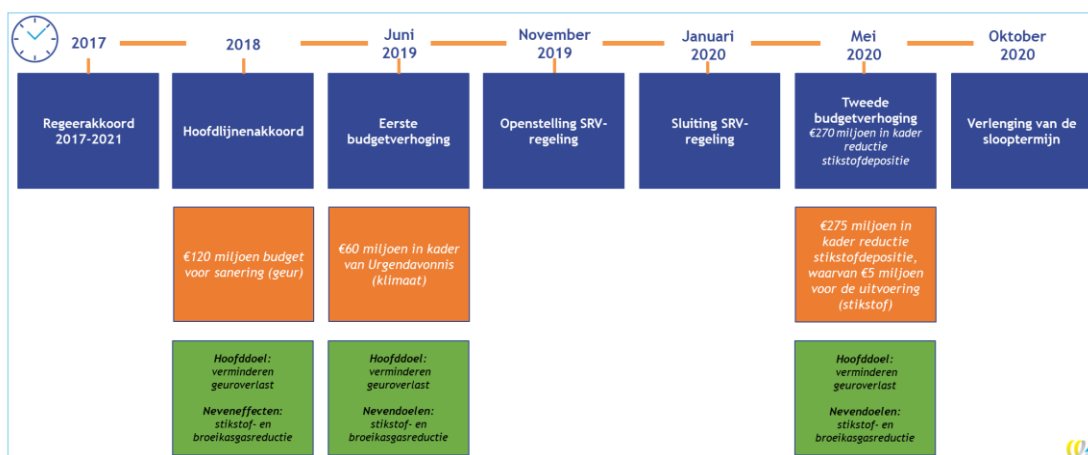 2017
2018
Juni
2019
November
2019
Januari
2020
Mei
2020
Oktober
2020
Regeerakkoord
2017-2021
Hoofdlijnenakkoord
Eerste
budgetverhoging
Openstelling SRV-
regeling
Sluiting SRV-
regeling
Tweede
budgetverhoging
€270 miljoen in kader
reductie
stikstofdepositie
Verlenging van de
slooptermijn
€120 miljoen budget
voor sanering (geur)
€60 miljoen in kader
van Urgendavonnis
(klimaat)
€275 miljoen in
kader reductie
stikstofdepositie,
waarvan €5 miljoen
voor de uitvoering
(stikstof)
Hoofddoel:
verminderen
geuroverlast
Neveneffecten:
stikstof- en
broeikasgasreductie
Hoofddoel:
verminderen
geuroverlast
Nevendoelen:
stikstof- en
broeikasgasreductie
Hoofddoel:
verminderen
geuroverlast
Nevendoelen:
stikstof- en
broeikasgasreductie